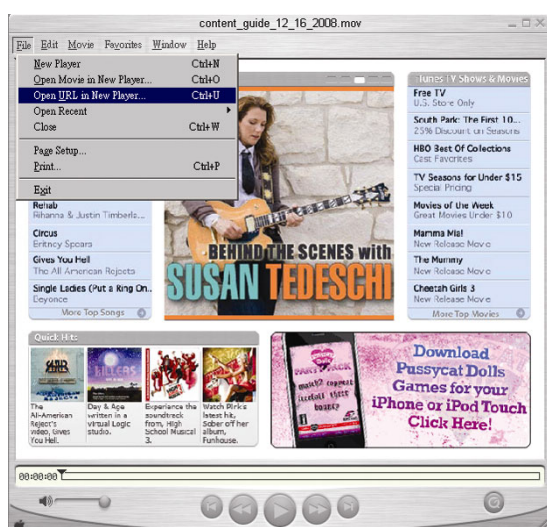 content_guide_12_16_2008.mov
File Edit Movie Favorites Window Help
New Player Ctrl+N
Open Movie in New Player... Ctrl+O
Open URL in New Player... Ctrl+U
Open Recent
Close Ctrl+W
Page Setup...
Print... Ctrl+P
Exit
Rehab
Rihanna & Justin Timberla...
Circus
Britney Spears
Gives You Hell
The All American Rejects
Single Ladies (Put a Ring On..
Beyonce
More Top Songs
BEHIND THE SCENES with
SUSAN TEDESCHI
iTunes TV Shows & Movies
Free TV
U.S. Store Only
South Park: The First 10...
25% Discount on Seasons
HBO Best Of Collections
Cast Favorites
TV Seasons for Under $15
Special Pricing
Movies of the Week
Great Movies Under $10
Mamma Mia!
New Release Movie
The Mummy
New Release Movie
Cheetah Girls 3
New Release Movie
More Top Movies
Quick Hits
The
All-American
Reject's
video, Gives
You Hell.
KILLERS
Day & Age
written in a
virtual Logic
studio.
Experience the
soundtrack
from, High
School Musical
3.
Watch P!nk's
latest hit,
Sober off her
album,
Funhouse.
PARTY PACK
Download
Pussycat Dolls
Games for your
iPhone or iPod Touch
Click Here!
00:00:00